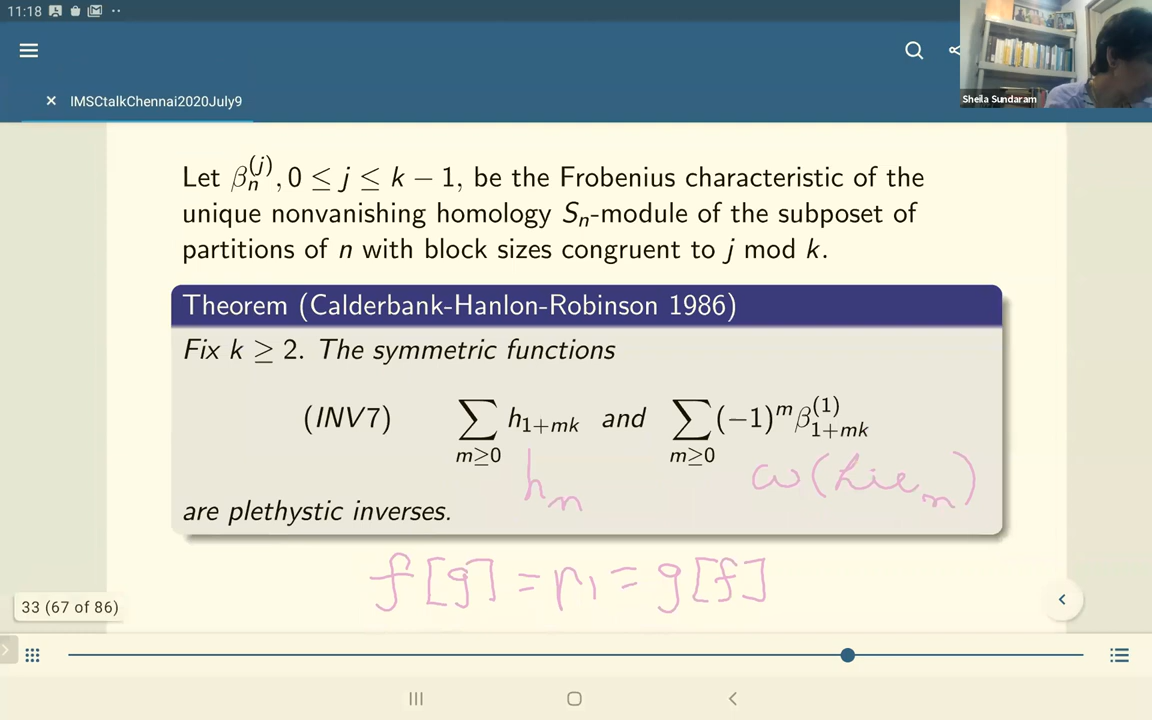 11:18
Sheila Sundaram
IMSCtalkChennai2020July9
Let β_n^{(j)}, 0 ≤ j ≤ k − 1, be the Frobenius characteristic of the
unique nonvanishing homology S_n-module of the subposet of
partitions of n with block sizes congruent to j mod k.
Theorem (Calderbank-Hanlon-Robinson 1986)
Fix k ≥ 2. The symmetric functions
(INV7) ∑_{m≥0} h_{1+mk} and ∑_{m≥0} (−1)^m β_{1+mk}^{(1)}
h_n ω(Lie_n)
are plethystic inverses.
f[g] = p_1 = g[f]
33 (67 of 86)